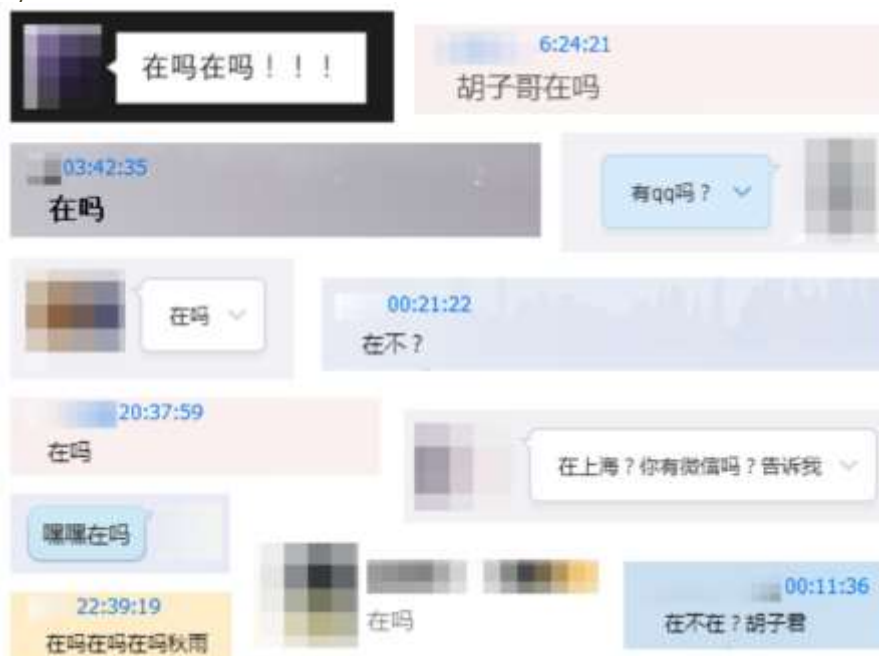 在吗在吗！！！
6:24:21
胡子哥在吗
03:42:35
在吗
有qq吗？
在吗
00:21:22
在不？
20:37:59
在吗
在上海？你有微信吗？告诉我
嘿嘿在吗
22:39:19
在吗在吗在吗秋雨
在吗
00:11:36
在不在？胡子君